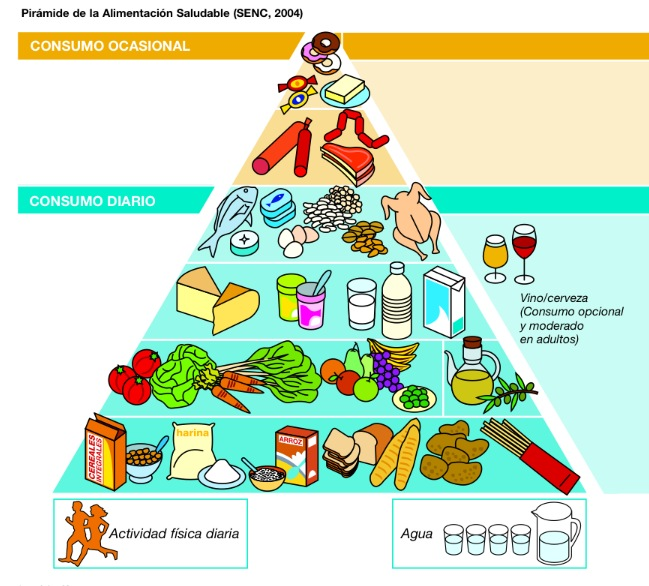 Pirámide de la Alimentación Saludable (SENC, 2004)
CONSUMO OCASIONAL
CONSUMO DIARIO
Vino/cerveza
(Consumo opcional
y moderado
en adultos)
CEREALES
INTEGRALES
harina
ARROZ
Actividad física diaria
Agua